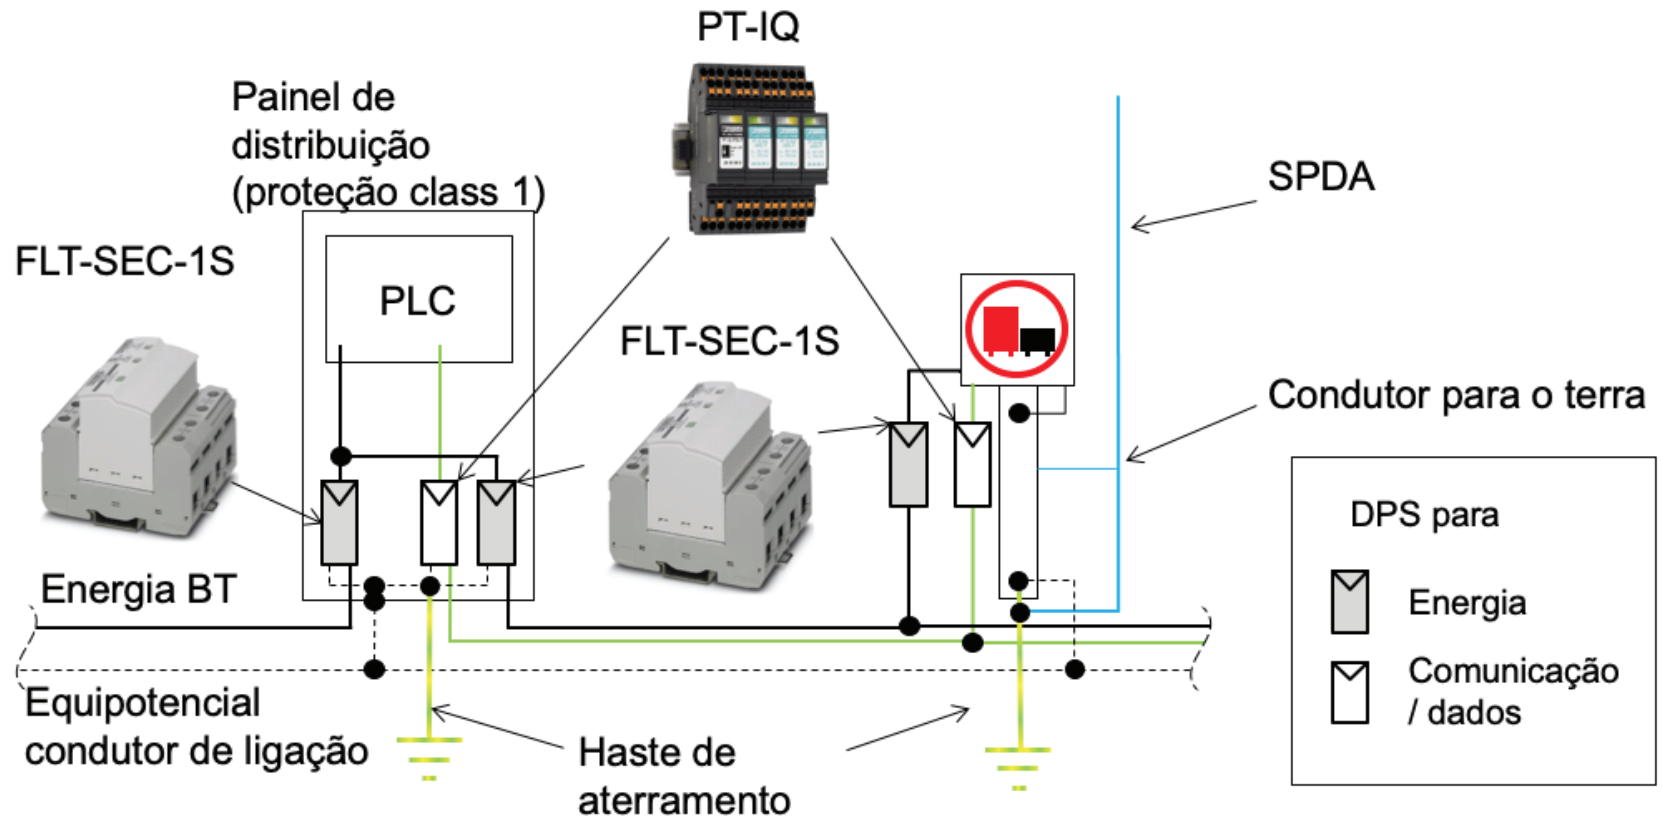 PT-IQ
Painel de
distribuição
(proteção class 1)
FLT-SEC-1S
PLC
FLT-SEC-1S
SPDA
Condutor para o terra
DPS para
Energia
Comunicação
/ dados
Energia BT
Equipotencial
condutor de ligação
Haste de
aterramento